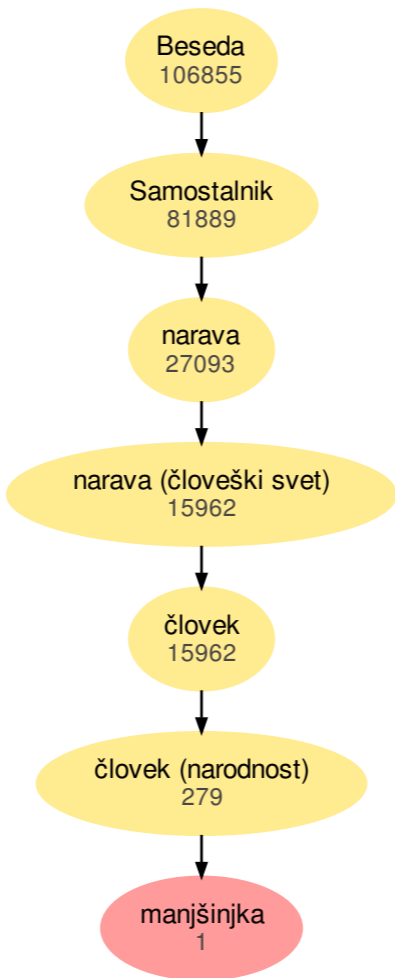 Beseda
106855
Samostalnik
81889
narava
27093
narava (človeški svet)
15962
človek
15962
človek (narodnost)
279
manjšinjka
1